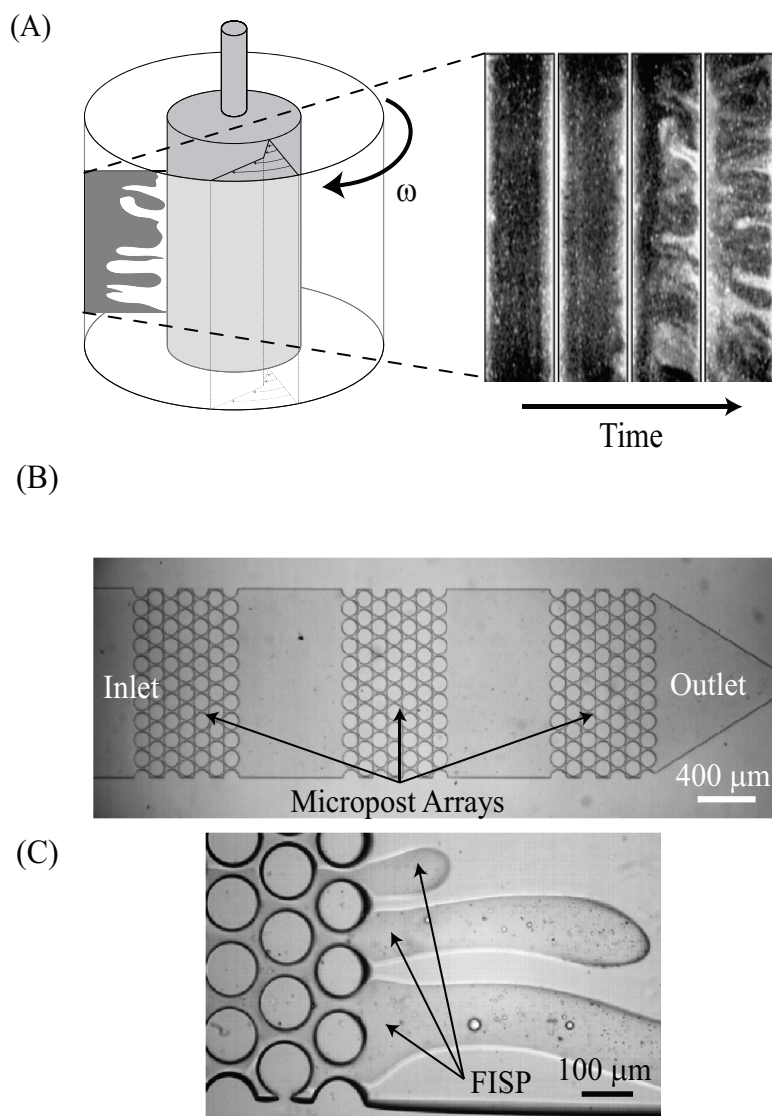 (A)
ω
Time
(B)
Inlet
Outlet
400 μm
Micropost Arrays
(C)
FISP
100 μm